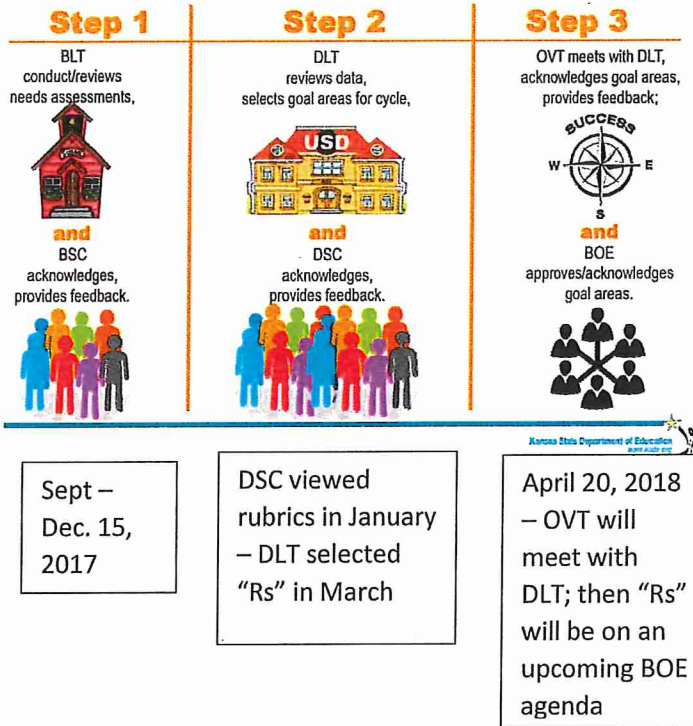 Step 1
BLT
conduct/reviews
needs assessments,
and
BSC
acknowledges,
provides feedback.
Step 2
DLT
reviews data,
selects goal areas for cycle,
USD
and
DSC
acknowledges,
provides feedback.
Step 3
OVT meets with DLT,
acknowledges goal areas,
provides feedback;
SUCCESS
W
E
S
and
BOE
approves/acknowledges
goal areas.
Kansas State Department of Education
Sept –
Dec. 15,
2017
DSC viewed
rubrics in January
– DLT selected
“Rs” in March
April 20, 2018
– OVT will
meet with
DLT; then “Rs”
will be on an
upcoming BOE
agenda